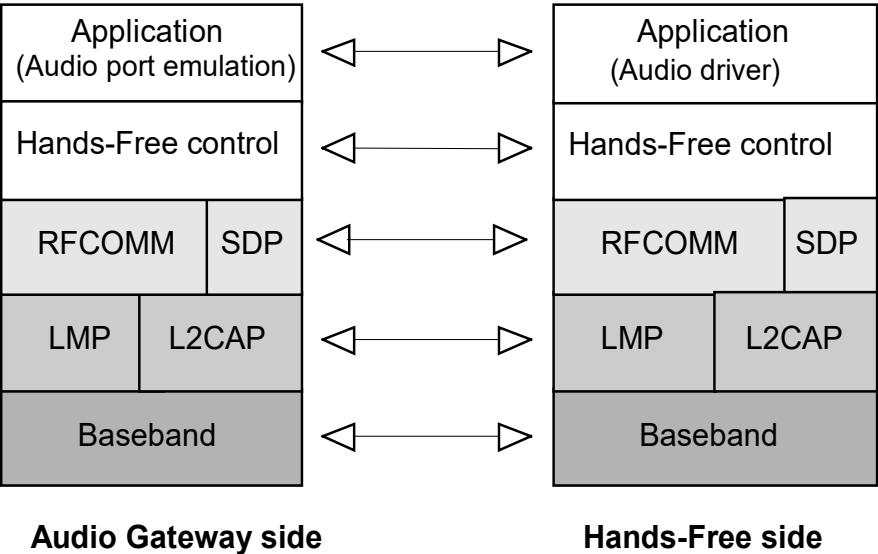 Application
(Audio port emulation)
Hands-Free control
RFCOMM
SDP
LMP
L2CAP
Baseband
Audio Gateway side
Application
(Audio driver)
Hands-Free control
RFCOMM
SDP
LMP
L2CAP
Baseband
Hands-Free side